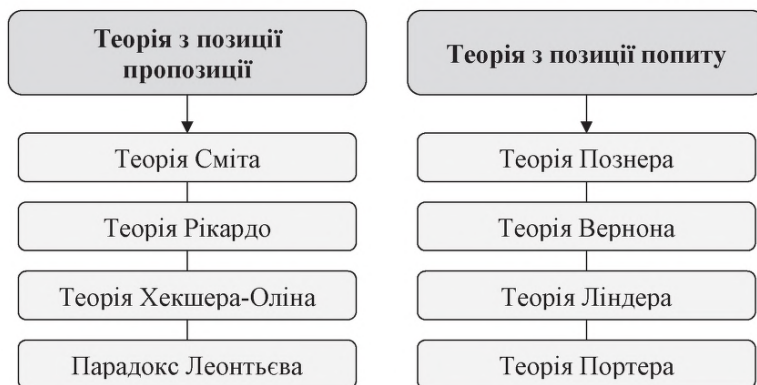 Теорія з позиції
пропозиції
Теорія Сміта
Теорія Рікардо
Теорія Хекшера-Оліна
Парадокс Леонтьєва
Теорія з позиції попиту
Теорія Познера
Теорія Вернона
Теорія Ліндера
Теорія Портера